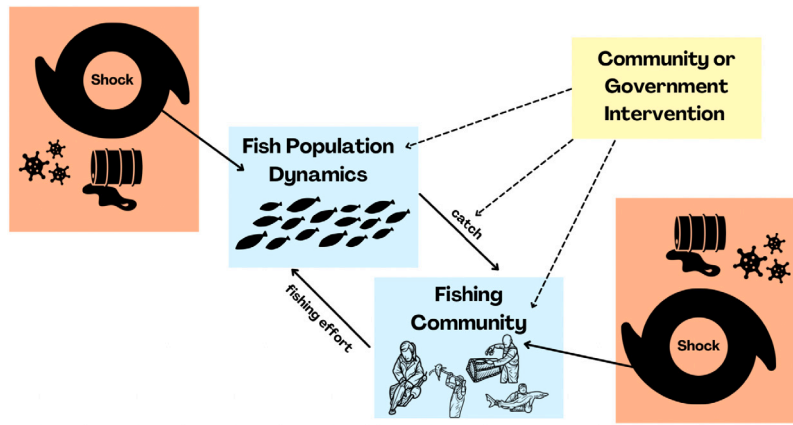 Shock
Community or
Government
Intervention
Fish Population
Dynamics
catch
fishing effort
Fishing
Community
Shock